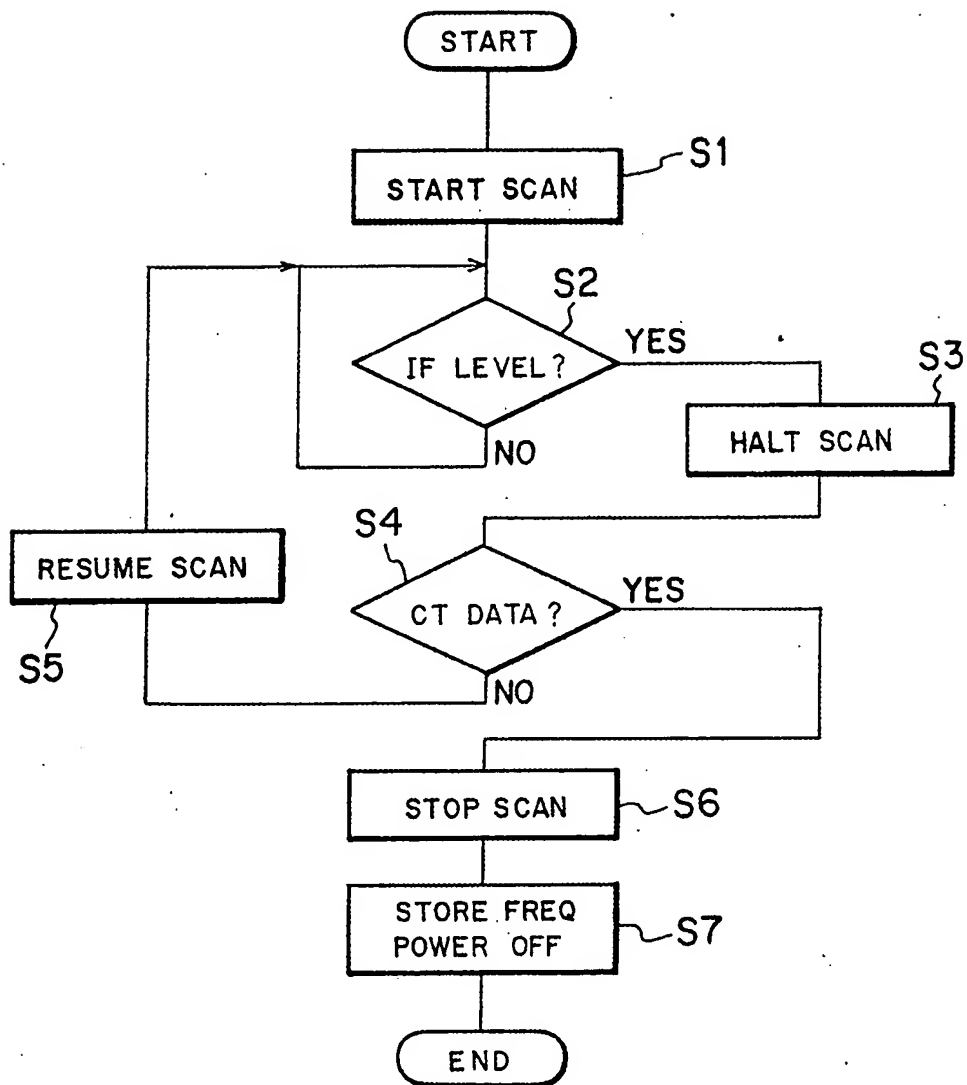 START
START SCAN
S1
S2
IF LEVEL?
YES
NO
S3
HALT SCAN
S4
CT DATA?
YES
NO
RESUME SCAN
S5
STOP SCAN
S6
STORE FREQ
POWER OFF
S7
END